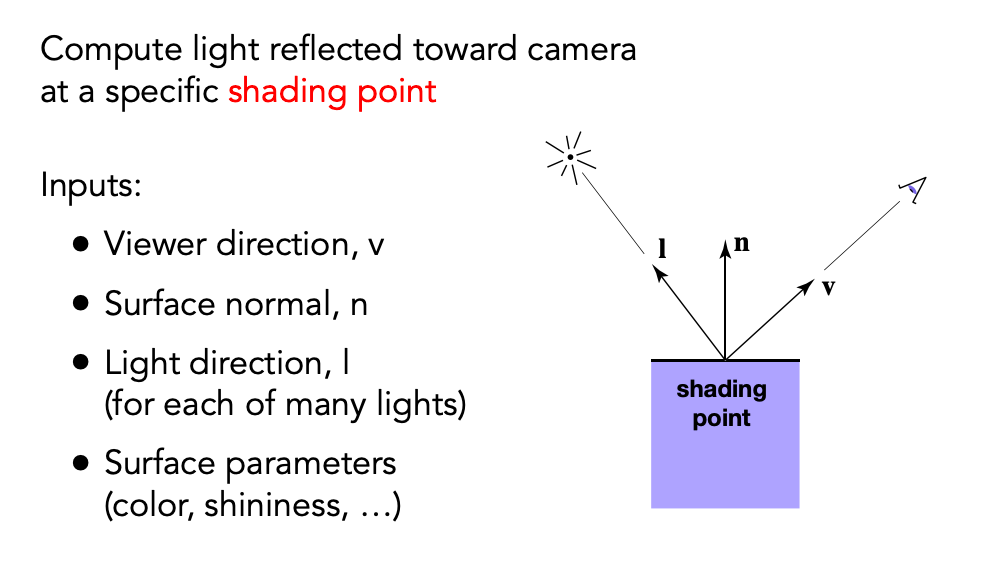 Compute light reflected toward camera
at a specific shading point
Inputs:
• Viewer direction, v
• Surface normal, n
• Light direction, l
(for each of many lights)
• Surface parameters
(color, shininess, …)
l
n
v
shading
point